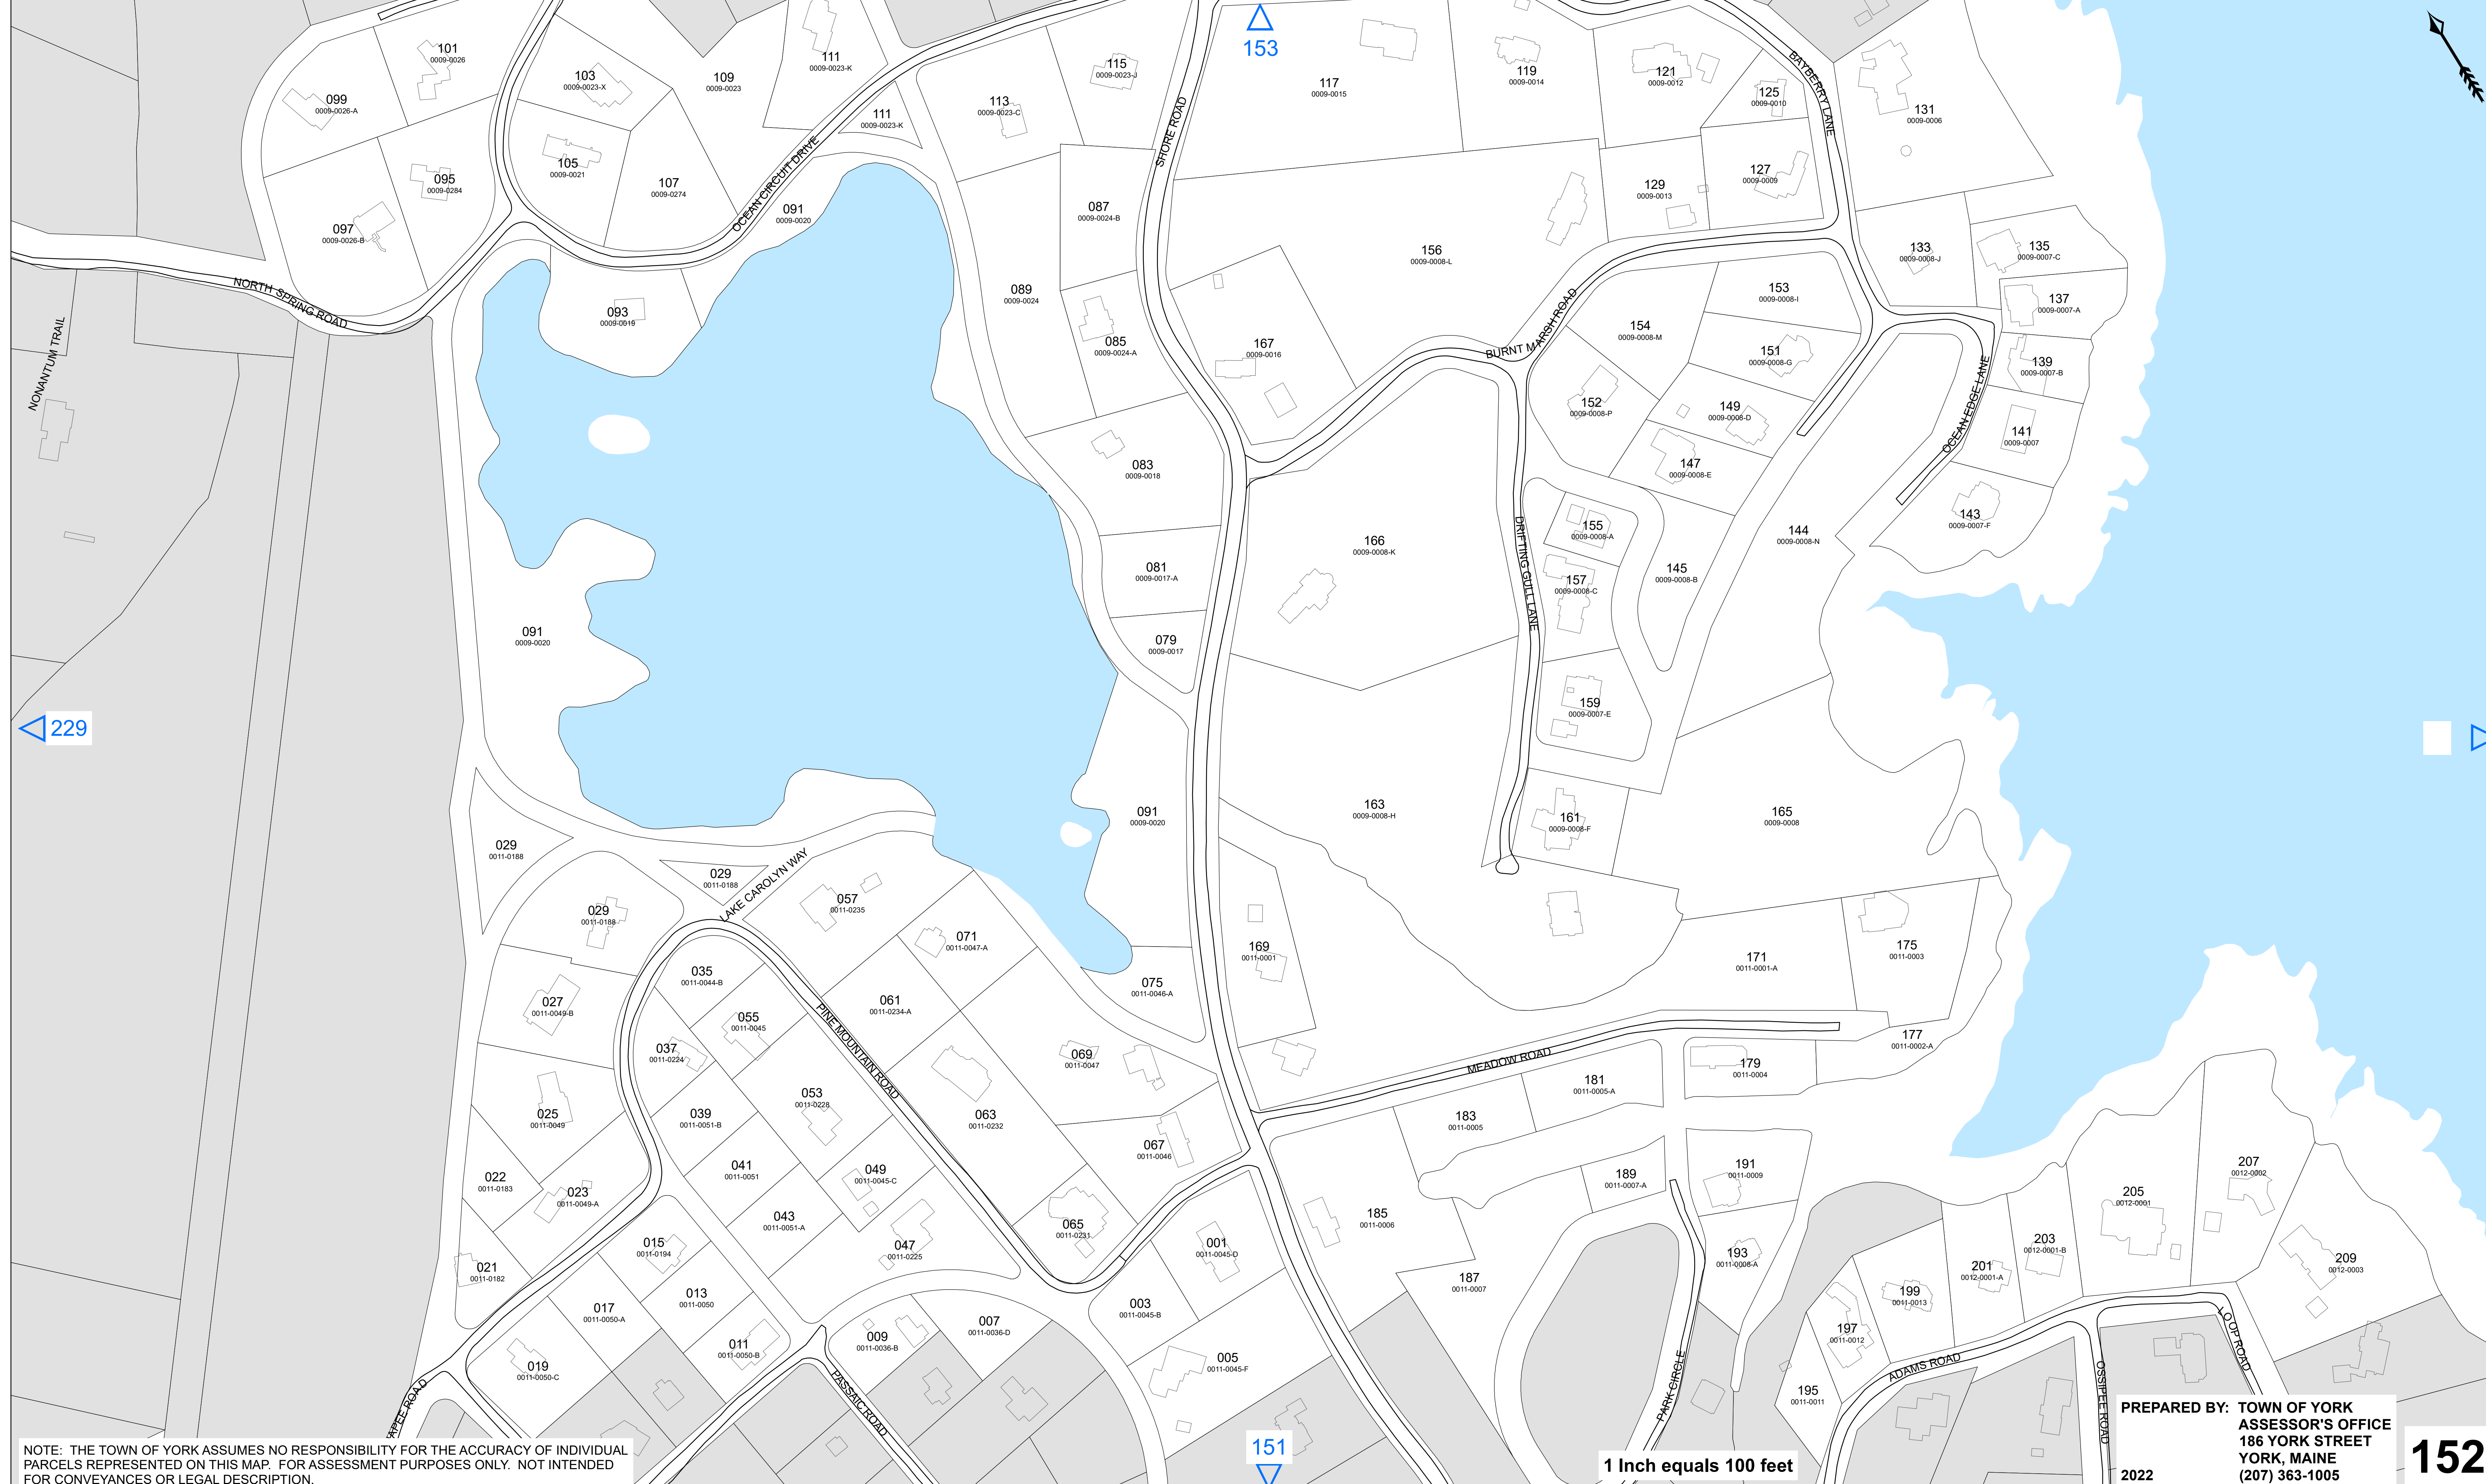 153
101
0009-0026
099
0009-0026-A
103
0009-0023-X
109
0009-0023
111
0009-0023-K
111
0009-0023-K
115
0009-0023-J
113
0009-0023-C
117
0009-0015
119
0009-0014
121
0009-0012
125
0009-0010
131
0009-0006
BAYBERRY LANE
SHORE ROAD
OCEAN CIRCUIT DRIVE
105
0009-0021
107
0009-0274
095
0009-0284
097
0009-0026-B
091
0009-0020
087
0009-0024-B
129
0009-0013
127
0009-0009
156
0009-0008-L
133
0009-0008-J
135
0009-0007-C
137
0009-0007-A
139
0009-0007-B
141
0009-0007
143
0009-0007-F
OCEAN EDGE LANE
NORTH SPRING ROAD
NONANTUM TRAIL
093
0009-0019
089
0009-0024
085
0009-0024-A
167
0009-0016
BURNT MARSH ROAD
153
0009-0008-I
154
0009-0008-M
151
0009-0008-G
152
0009-0008-P
149
0009-0008-D
147
0009-0008-E
083
0009-0018
081
0009-0017-A
079
0009-0017
166
0009-0008-K
DRIFTING GULL LANE
155
0009-0008-A
157
0009-0008-C
145
0009-0008-B
144
0009-0008-N
159
0009-0007-E
091
0009-0020
229
091
0009-0020
163
0009-0008-H
161
0009-0008-F
165
0009-0008
029
0011-0188
029
0011-0188
029
0011-0188
LAKE CAROLYN WAY
057
0011-0235
071
0011-0047-A
169
0011-0001
171
0011-0001-A
175
0011-0003
035
0011-0044-B
027
0011-0049-B
055
0011-0045
061
0011-0234-A
PINE MOUNTAIN ROAD
075
0011-0046-A
037
0011-0224
069
0011-0047
MEADOW ROAD
177
0011-0002-A
179
0011-0004
181
0011-0005-A
183
0011-0005
025
0011-0049
039
0011-0051-B
053
0011-0228
063
0011-0232
067
0011-0046
022
0011-0183
023
0011-0049-A
041
0011-0051
049
0011-0045-C
043
0011-0051-A
047
0011-0225
065
0011-0231
001
0011-0045-D
185
0011-0006
189
0011-0007-A
191
0011-0009
193
0011-0008-A
187
0011-0007
205
0012-0001
207
0012-0002
203
0012-0001-B
201
0012-0001-A
209
0012-0003
199
0011-0013
197
0011-0012
195
0011-0011
021
0011-0182
015
0011-0194
013
0011-0050
017
0011-0050-A
019
0011-0050-C
011
0011-0050-B
009
0011-0036-B
007
0011-0036-D
003
0011-0045-B
005
0011-0045-F
PASSAIC ROAD
APEE ROAD
PARK CIRCLE
ADAMS ROAD
OSSIPEE ROAD
LOUP ROAD
151
1 Inch equals 100 feet
NOTE: THE TOWN OF YORK ASSUMES NO RESPONSIBILITY FOR THE ACCURACY OF INDIVIDUAL
PARCELS REPRESENTED ON THIS MAP. FOR ASSESSMENT PURPOSES ONLY. NOT INTENDED
FOR CONVEYANCES OR LEGAL DESCRIPTION.
PREPARED BY: TOWN OF YORK
ASSESSOR'S OFFICE
186 YORK STREET
YORK, MAINE
2022 (207) 363-1005
152